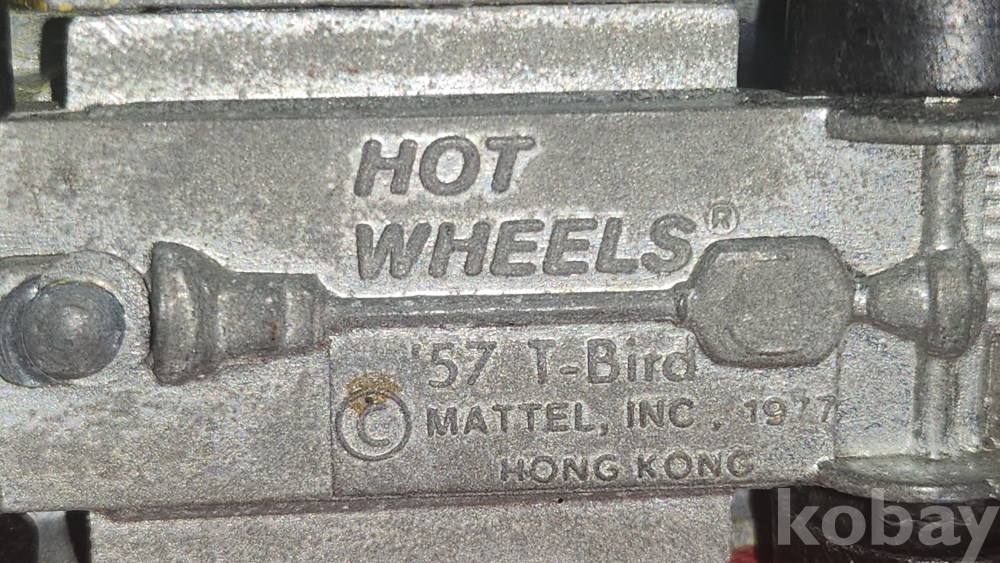 HOT
WHEELS®
'57 T-Bird
© MATTEL, INC., 1977
HONG KONG
kobay